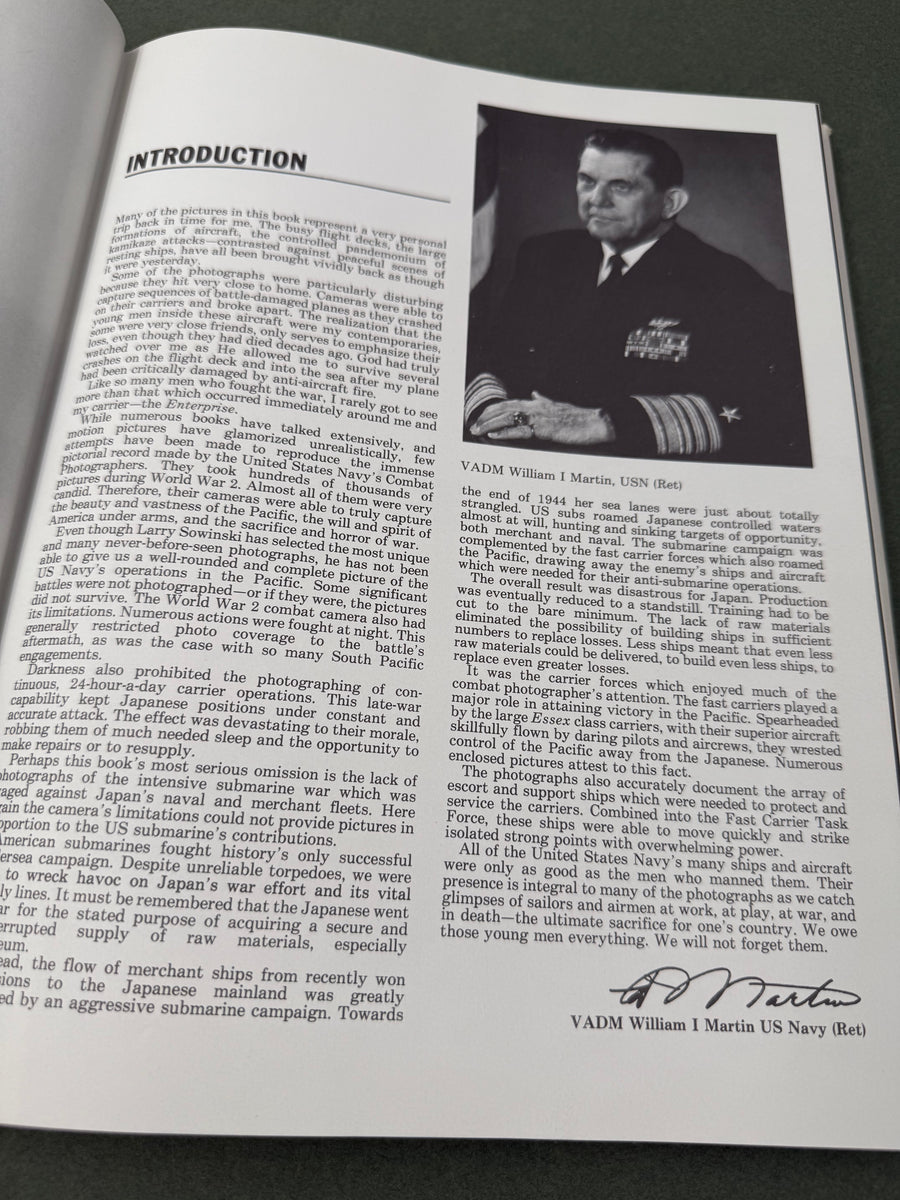 INTRODUCTION
Many of the pictures in this book represent a very personal
trip back in time for me. The busy flight decks, the large
formations of aircraft, the controlled pandemonium of
kamikaze attacks—contrasted against peaceful scenes of
resting ships, have all been brought vividly back as though
it were yesterday.
Some of the photographs were particularly disturbing
because they hit very close to home. Cameras were able to
capture sequences of battle-damaged planes as they crashed
on their carriers and broke apart. The realization that the
young men inside these aircraft were my contemporaries,
some were very close friends, only serves to emphasize their
loss, even though they had died decades ago. God had truly
watched over me as He allowed me to survive several
crashes on the flight deck and into the sea after my plane
had been critically damaged by anti-aircraft fire.
Like so many men who fought the war, I rarely got to see
more than that which occurred immediately around me and
my carrier—the Enterprise.
While numerous books have talked extensively, and
motion pictures have glamorized unrealistically, few
attempts have been made to reproduce the immense
pictorial record made by the United States Navy's Combat
Photographers. They took hundreds of thousands of
pictures during World War 2. Almost all of them were very
candid. Therefore, their cameras were able to truly capture
the beauty and vastness of the Pacific, the will and spirit of
America under arms, and the sacrifice and horror of war.
Even though Larry Sowinski has selected the most unique
and many never-before-seen photographs, he has not been
able to give us a well-rounded and complete picture of the
US Navy's operations in the Pacific. Some significant
battles were not photographed—or if they were, the pictures
did not survive. The World War 2 combat camera also had
its limitations. Numerous actions were fought at night. This
generally restricted photo coverage to the battle's
aftermath, as was the case with so many South Pacific
engagements.
Darkness also prohibited the photographing of con-
tinuous, 24-hour-a-day carrier operations. This late-war
capability kept Japanese positions under constant and
accurate attack. The effect was devastating to their morale,
robbing them of much needed sleep and the opportunity to
make repairs or to resupply.
Perhaps this book's most serious omission is the lack of
photographs of the intensive submarine war which was
aged against Japan's naval and merchant fleets. Here
ain the camera's limitations could not provide pictures in
oportion to the US submarine's contributions.
American submarines fought history's only successful
ersea campaign. Despite unreliable torpedoes, we were
to wreck havoc on Japan's war effort and its vital
ly lines. It must be remembered that the Japanese went
ar for the stated purpose of acquiring a secure and
errupted supply of raw materials, especially
eum.
ead, the flow of merchant ships from recently won
sions to the Japanese mainland was greatly
ed by an aggressive submarine campaign. Towards
VADM William I Martin, USN (Ret)
the end of 1944 her sea lanes were just about totally
strangled. US subs roamed Japanese controlled waters
almost at will, hunting and sinking targets of opportunity,
both merchant and naval. The submarine campaign was
complemented by the fast carrier forces which also roamed
the Pacific, drawing away the enemy's ships and aircraft
which were needed for their anti-submarine operations.
The overall result was disastrous for Japan. Production
was eventually reduced to a standstill. Training had to be
cut to the bare minimum. The lack of raw materials
eliminated the possibility of building ships in sufficient
numbers to replace losses. Less ships meant that even less
raw materials could be delivered, to build even less ships, to
replace even greater losses.
It was the carrier forces which enjoyed much of the
combat photographer's attention. The fast carriers played a
major role in attaining victory in the Pacific. Spearheaded
by the large Essex class carriers, with their superior aircraft
skillfully flown by daring pilots and aircrews, they wrested
control of the Pacific away from the Japanese. Numerous
enclosed pictures attest to this fact.
The photographs also accurately document the array of
escort and support ships which were needed to protect and
service the carriers. Combined into the Fast Carrier Task
Force, these ships were able to move quickly and strike
isolated strong points with overwhelming power.
All of the United States Navy's many ships and aircraft
were only as good as the men who manned them. Their
presence is integral to many of the photographs as we catch
glimpses of sailors and airmen at work, at play, at war, and
in death—the ultimate sacrifice for one's country. We owe
those young men everything. We will not forget them.
Martin
VADM William I Martin US Navy (Ret)